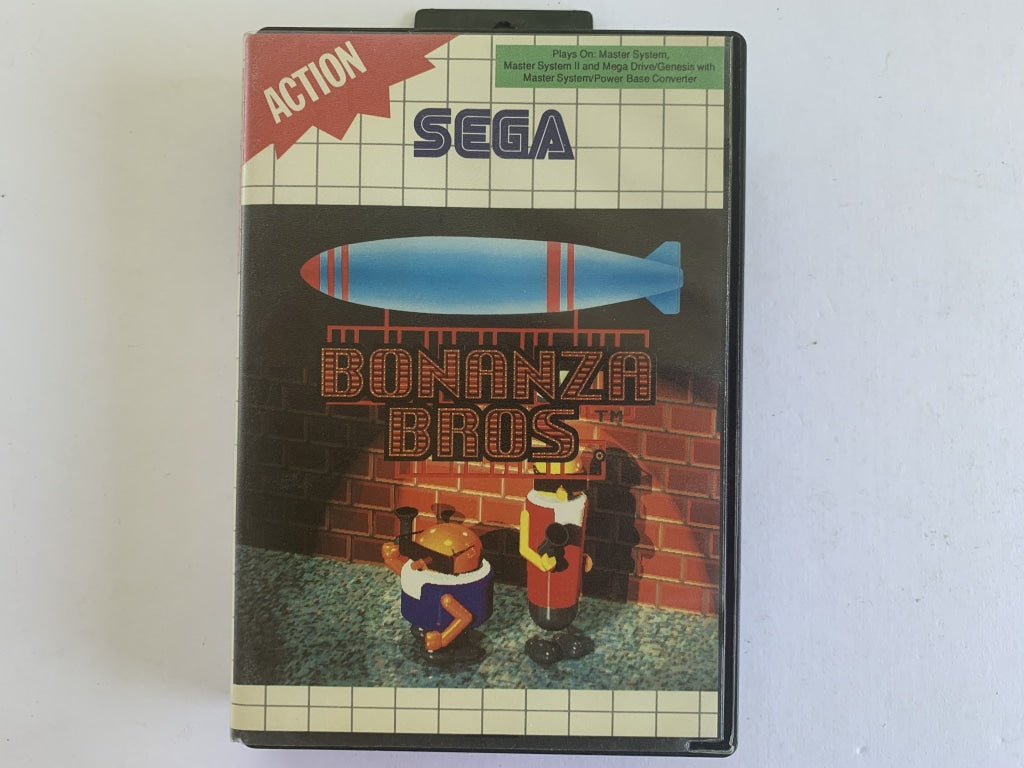 ACTION
Plays On: Master System,
Master System II and Mega Drive/Genesis with
Master System/Power Base Converter
SEGA
BONANZA
BROS TM